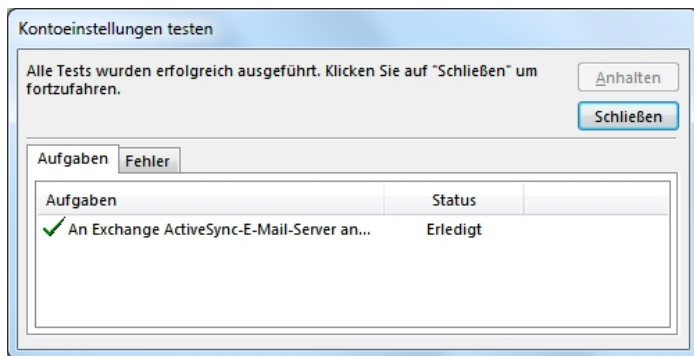 Kontoeinstellungen testen
Alle Tests wurden erfolgreich ausgeführt. Klicken Sie auf "Schließen" um
fortzufahren.
Anhalten
Schließen
Aufgaben Fehler
Aufgaben Status
An Exchange ActiveSync-E-Mail-Server an... Erledigt